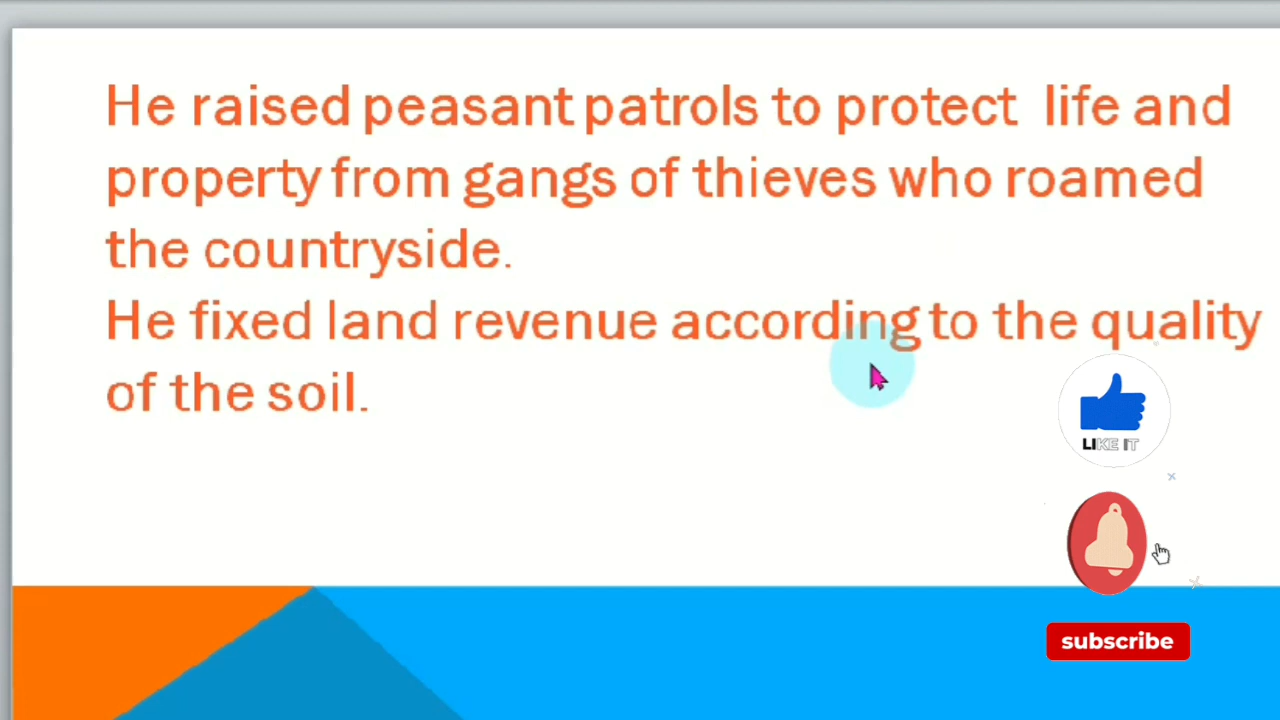 He raised peasant patrols to protect life and
property from gangs of thieves who roamed
the countryside.
He fixed land revenue according to the quality
of the soil.
LIKE IT
subscribe